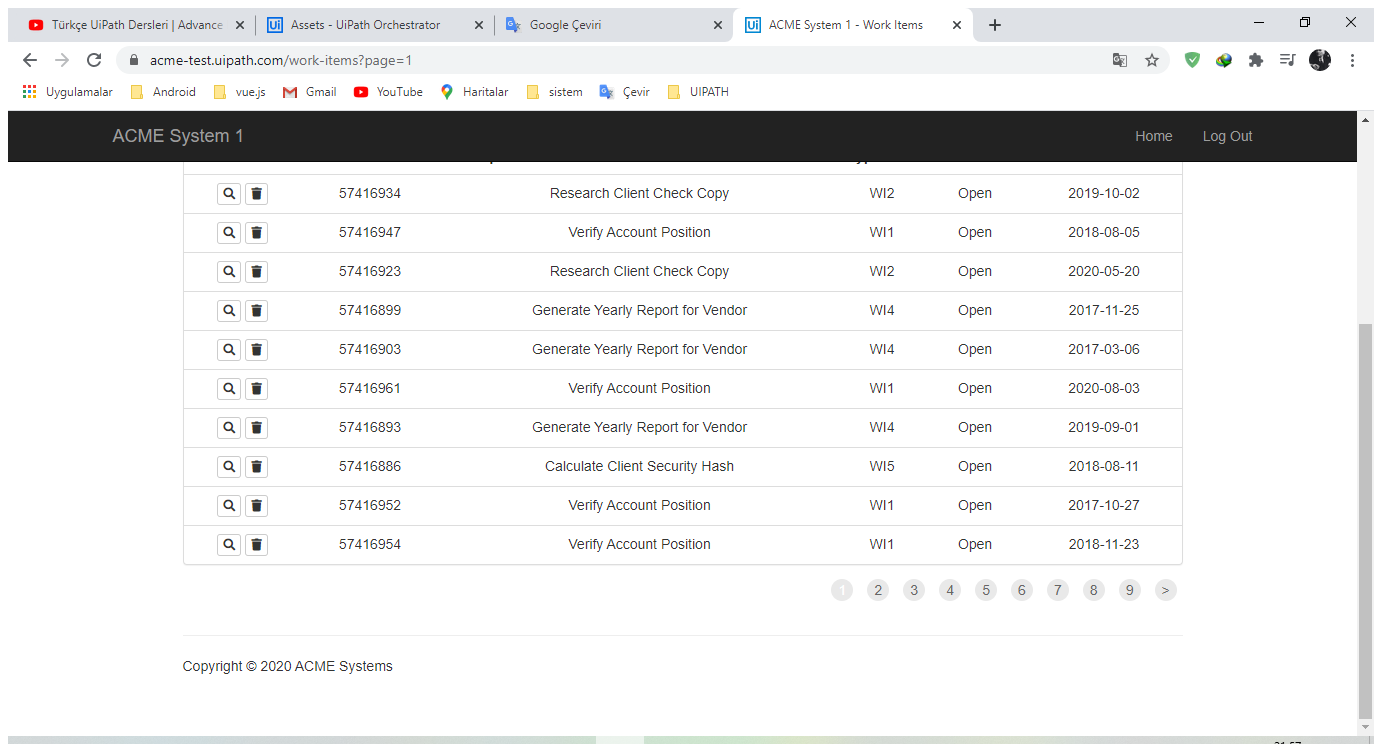 Türkçe UiPath Dersleri | Advance
Assets - UiPath Orchestrator
Google Çeviri
ACME System 1 - Work Items
acme-test.uipath.com/work-items?page=1
Uygulamalar Android vue.js Gmail YouTube Haritalar sistem Çevir UIPATH
ACME System 1 Home Log Out
57416934 Research Client Check Copy WI2 Open 2019-10-02
57416947 Verify Account Position WI1 Open 2018-08-05
57416923 Research Client Check Copy WI2 Open 2020-05-20
57416899 Generate Yearly Report for Vendor WI4 Open 2017-11-25
57416903 Generate Yearly Report for Vendor WI4 Open 2017-03-06
57416961 Verify Account Position WI1 Open 2020-08-03
57416893 Generate Yearly Report for Vendor WI4 Open 2019-09-01
57416886 Calculate Client Security Hash WI5 Open 2018-08-11
57416952 Verify Account Position WI1 Open 2017-10-27
57416954 Verify Account Position WI1 Open 2018-11-23
1 2 3 4 5 6 7 8 9 >
Copyright © 2020 ACME Systems